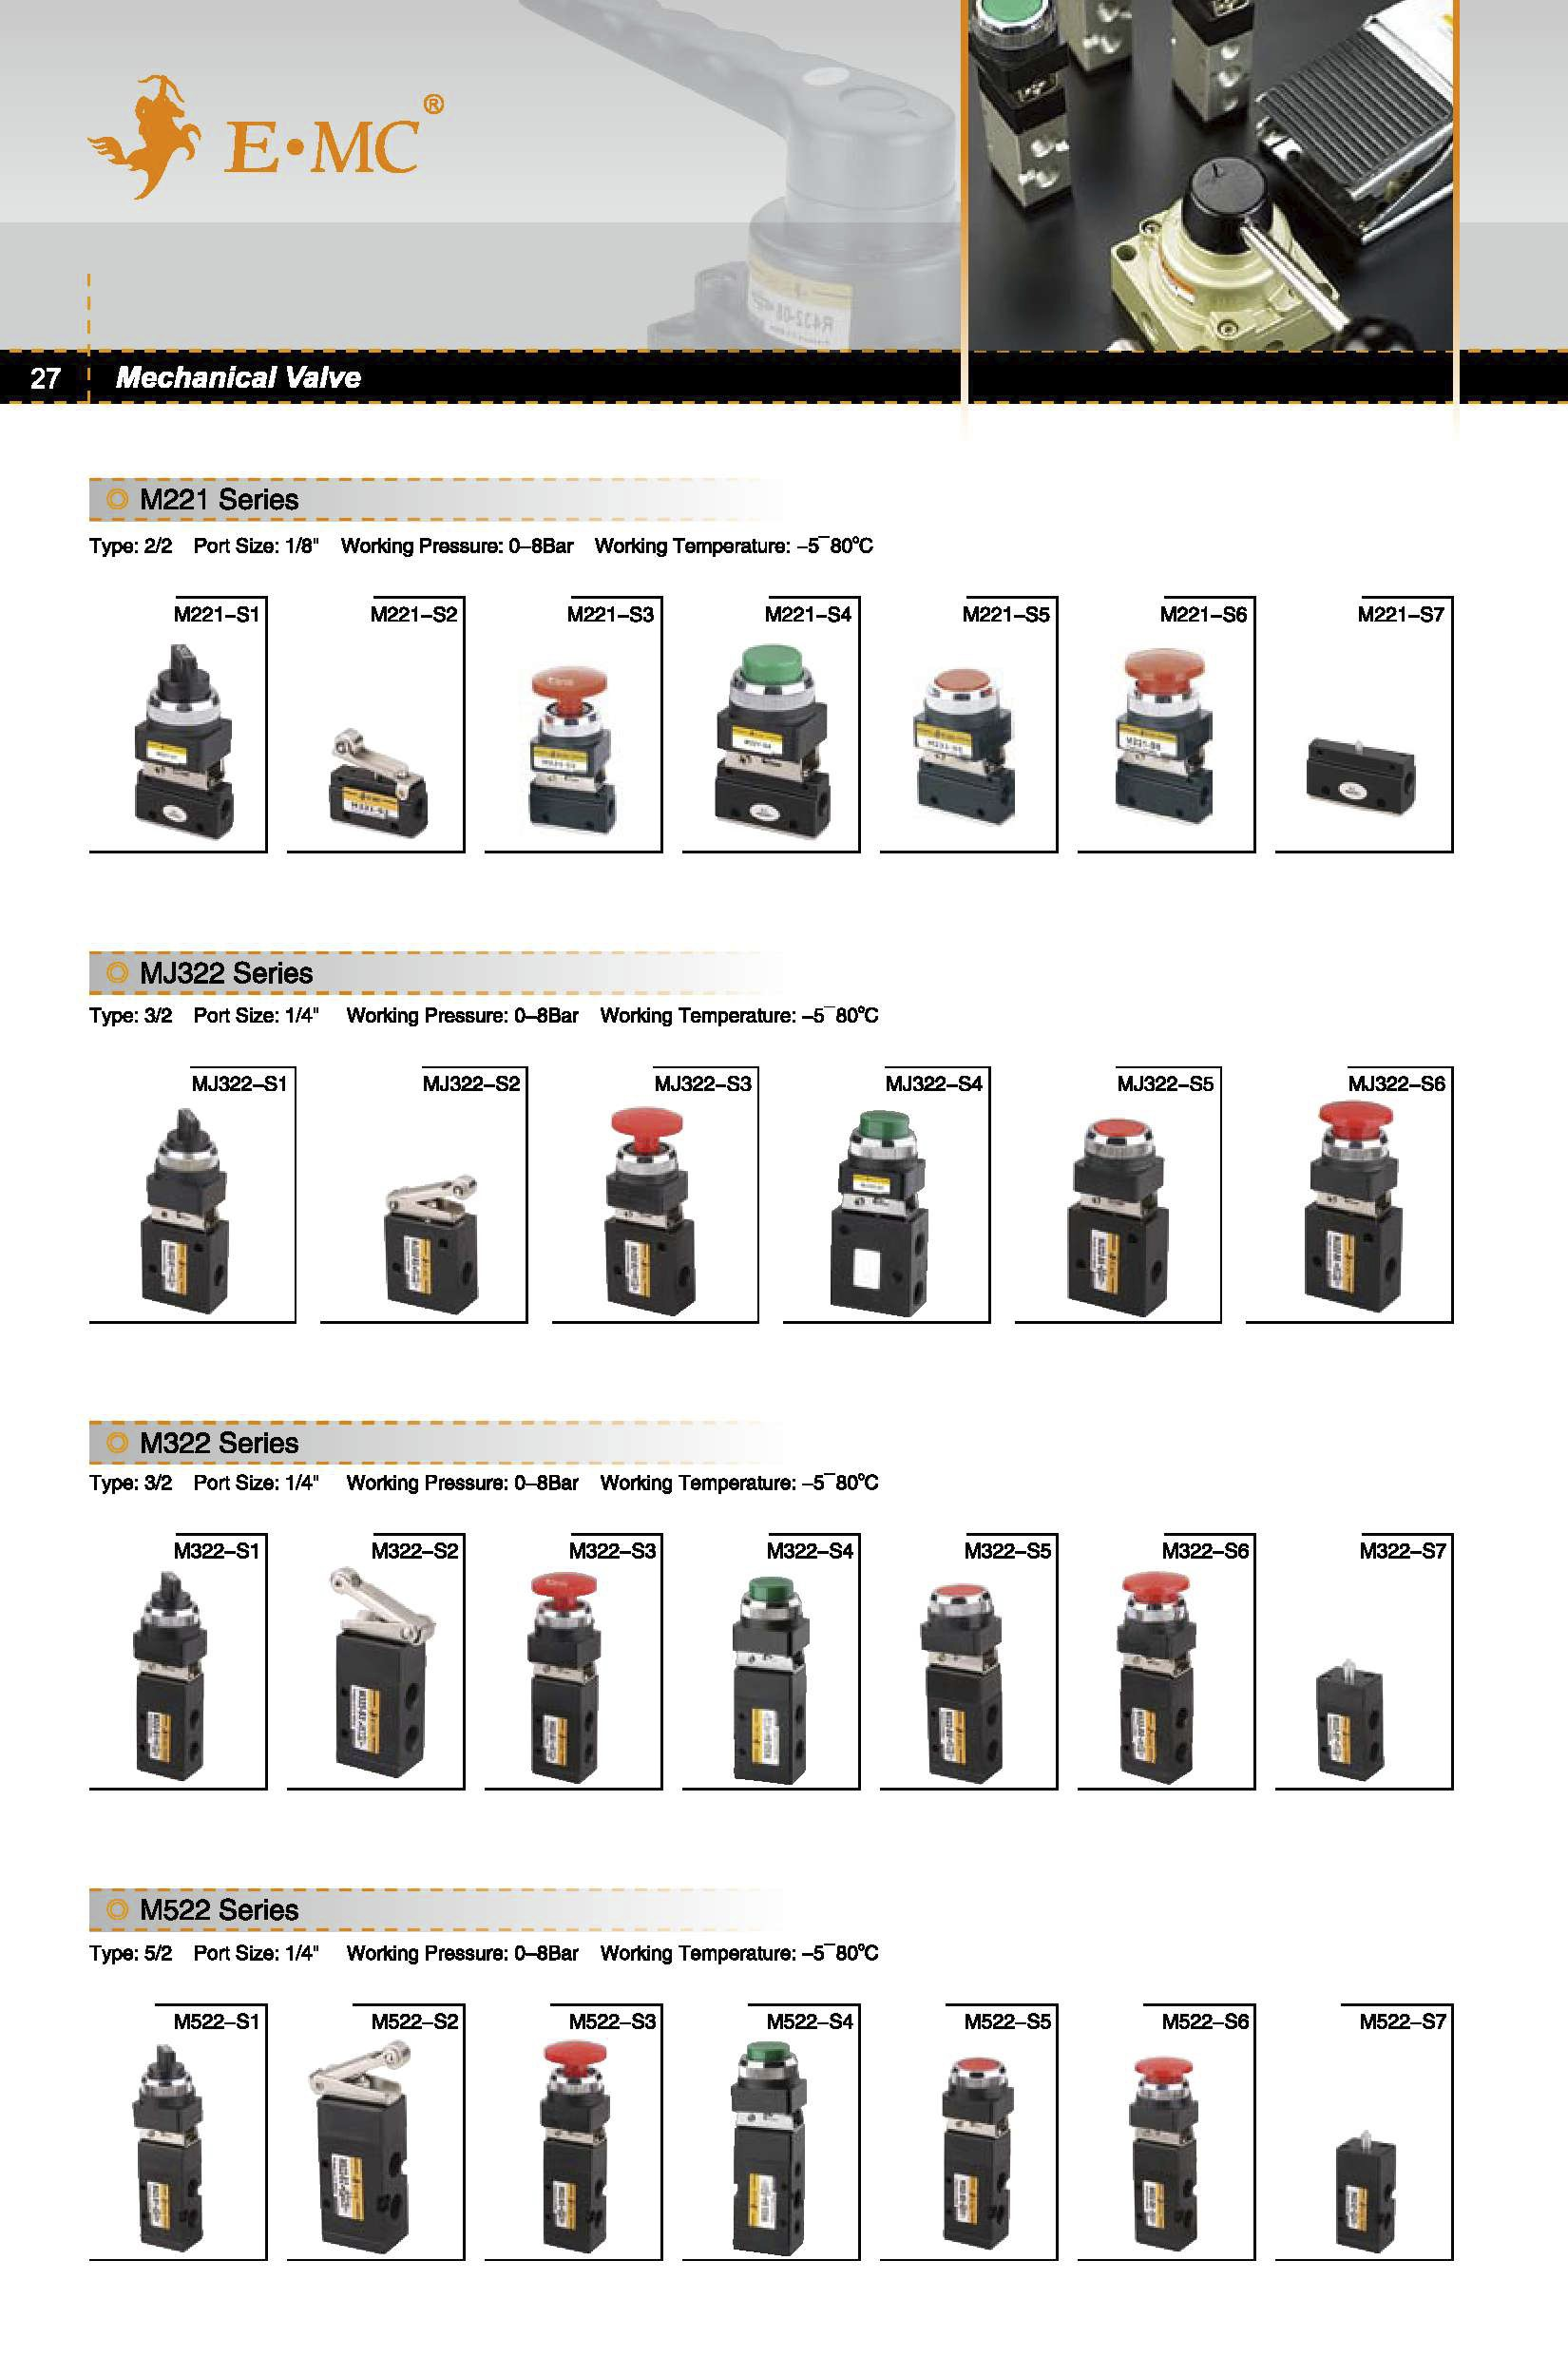 E•MC®
R402-08
27 Mechanical Valve
M221 Series
Type: 2/2 Port Size: 1/8" Working Pressure: 0–8Bar Working Temperature: –5‾80°C
M221–S1 M221–S2 M221–S3 M221–S4 M221–S5 M221–S6 M221–S7
MJ322 Series
Type: 3/2 Port Size: 1/4" Working Pressure: 0–8Bar Working Temperature: –5‾80°C
MJ322–S1 MJ322–S2 MJ322–S3 MJ322–S4 MJ322–S5 MJ322–S6
M322 Series
Type: 3/2 Port Size: 1/4" Working Pressure: 0–8Bar Working Temperature: –5‾80°C
M322–S1 M322–S2 M322–S3 M322–S4 M322–S5 M322–S6 M322–S7
M522 Series
Type: 5/2 Port Size: 1/4" Working Pressure: 0–8Bar Working Temperature: –5‾80°C
M522–S1 M522–S2 M522–S3 M522–S4 M522–S5 M522–S6 M522–S7